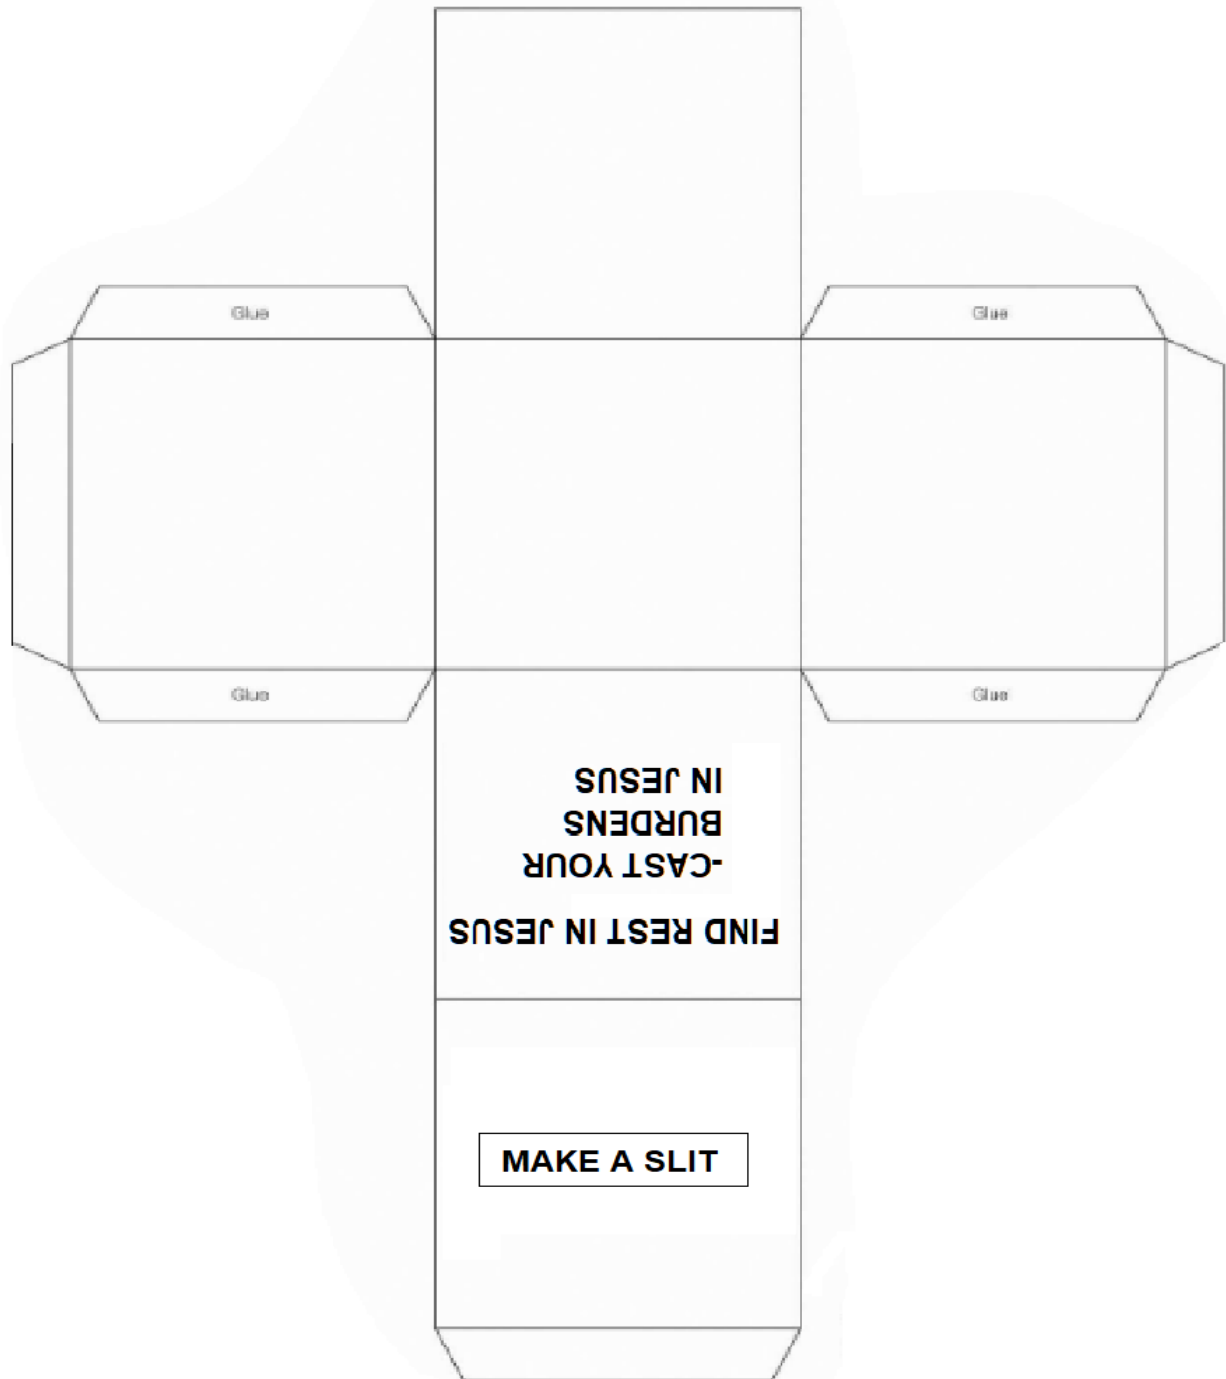 Glue
Glue
Glue
Glue
FIND REST IN JESUS
-CAST YOUR
BURDENS
IN JESUS
MAKE A SLIT